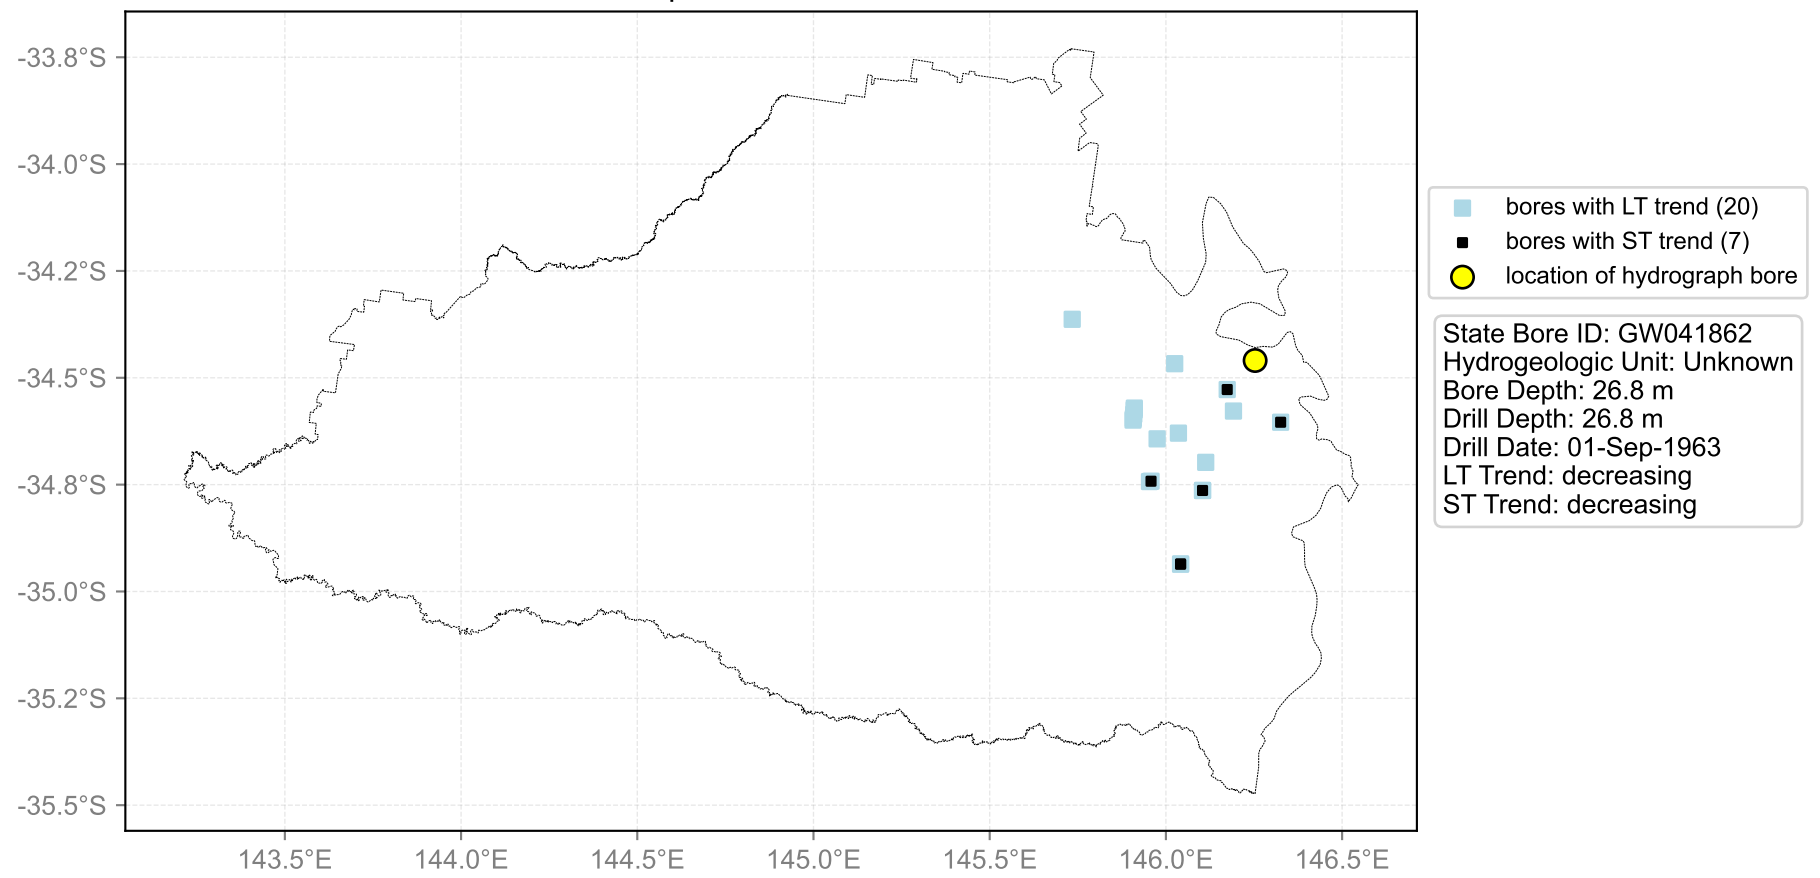 -33.8°S
-34.0°S
-34.2°S
-34.5°S
-34.8°S
-35.0°S
-35.2°S
-35.5°S
143.5°E
144.0°E
144.5°E
145.0°E
145.5°E
146.0°E
146.5°E
bores with LT trend (20)
bores with ST trend (7)
location of hydrograph bore
State Bore ID: GW041862
Hydrogeologic Unit: Unknown
Bore Depth: 26.8 m
Drill Depth: 26.8 m
Drill Date: 01-Sep-1963
LT Trend: decreasing
ST Trend: decreasing